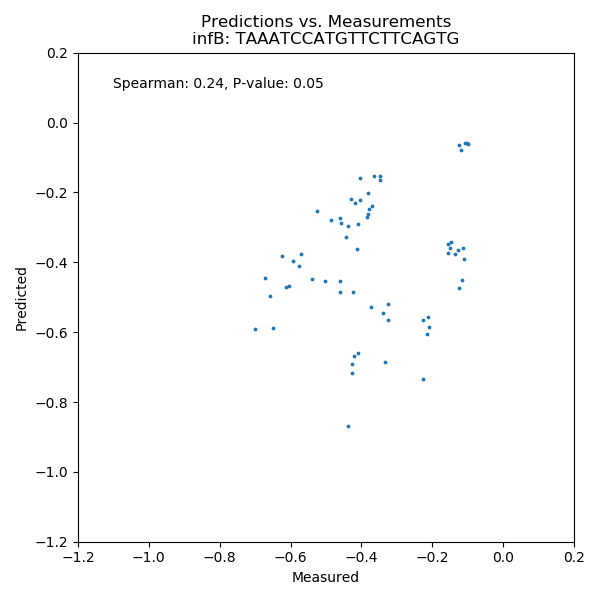 Predictions vs. Measurements
infB: TAAATCCATGTTCTTCAGTG
Spearman: 0.24, P-value: 0.05
0.2
0.0
−0.2
−0.4
−0.6
−0.8
−1.0
−1.2
Predicted
−1.2 −1.0 −0.8 −0.6 −0.4 −0.2 0.0 0.2
Measured